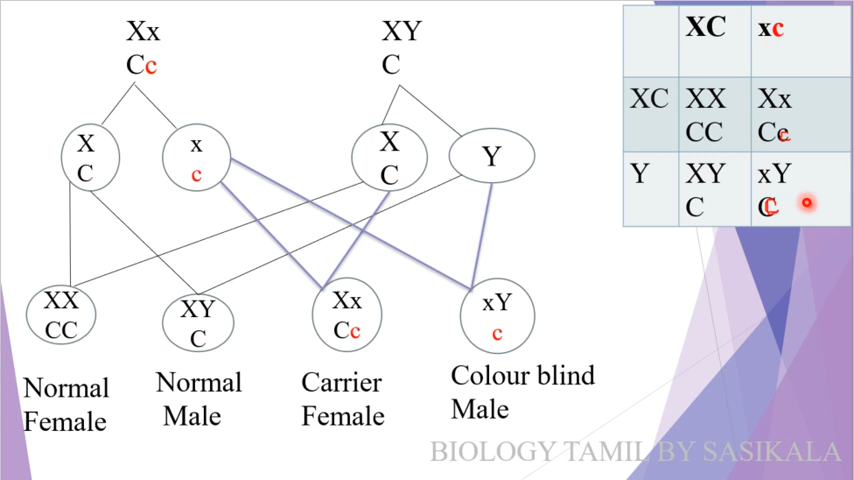 Xx
Cc
XY
C
X
C
x
c
X
C
Y
XX
CC
XY
C
Xx
Cc
xY
c
Normal
Female
Normal
Male
Carrier
Female
Colour blind
Male
XC xc
XC XX Xx
CC Cc
Y XY xY
C
BIOLOGY TAMIL BY SASIKALA